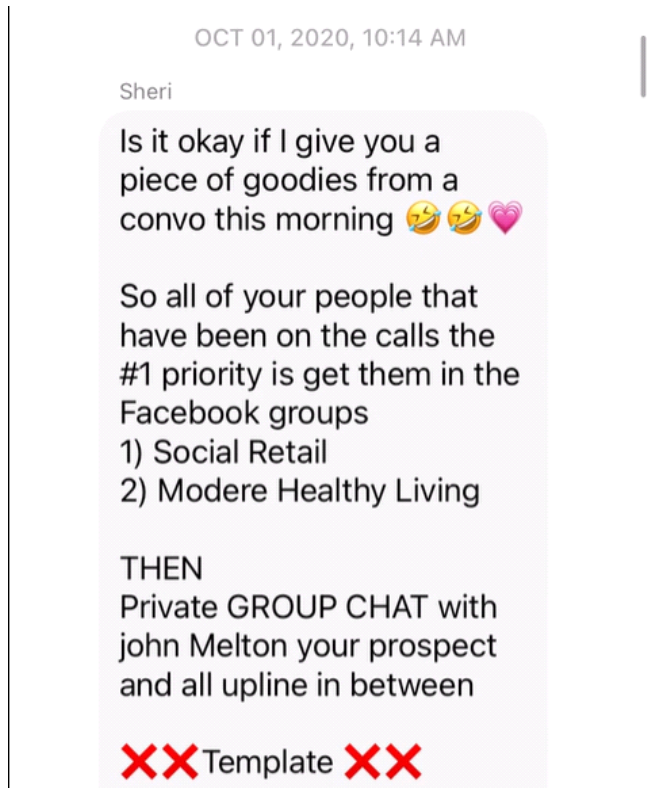 OCT 01, 2020, 10:14 AM
Sheri
Is it okay if I give you a
piece of goodies from a
convo this morning 🤣🤣💗
So all of your people that
have been on the calls the
#1 priority is get them in the
Facebook groups
1) Social Retail
2) Modere Healthy Living
THEN
Private GROUP CHAT with
john Melton your prospect
and all upline in between
❌❌Template ❌❌